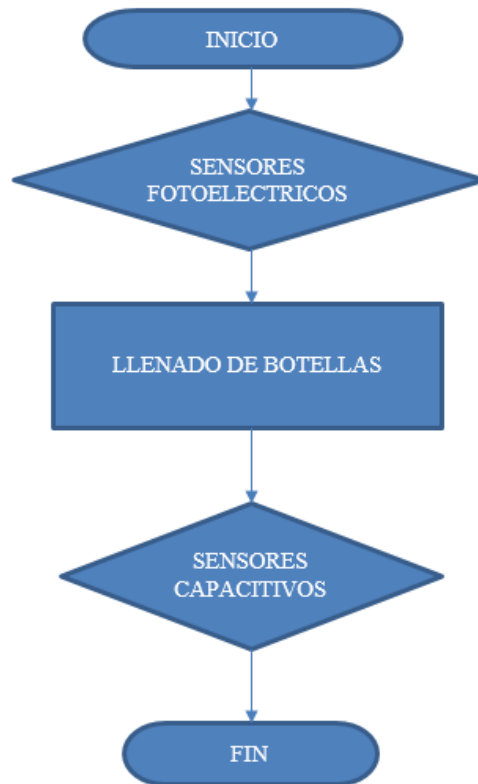 INICIO
SENSORES
FOTOELECTRICOS
LLENADO DE BOTELLAS
SENSORES
CAPACITIVOS
FIN